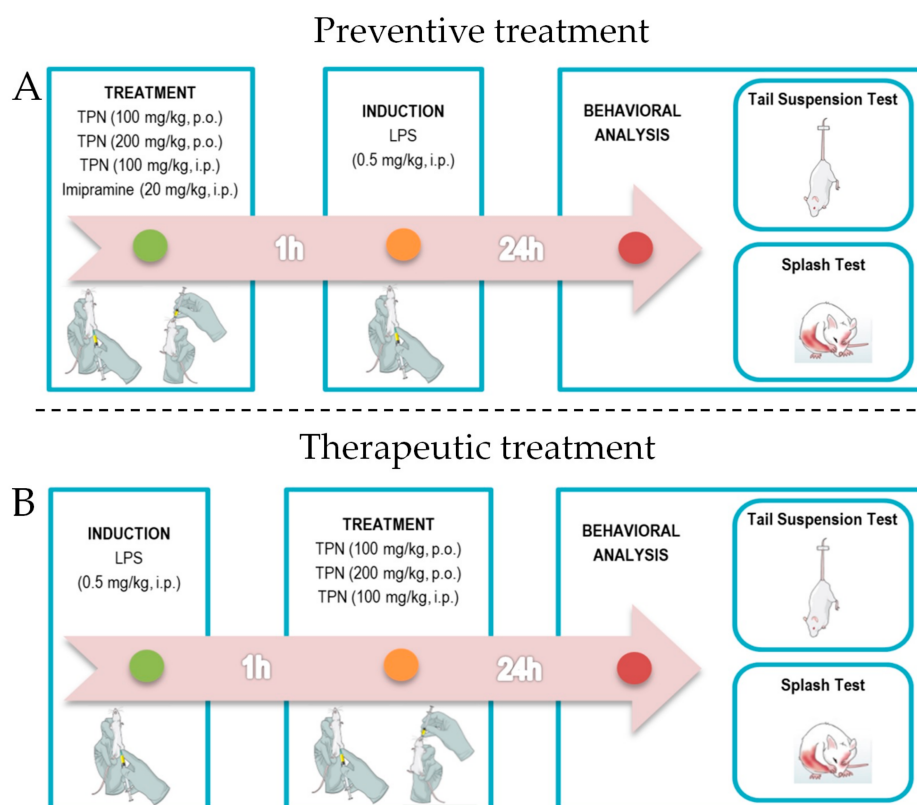 Preventive treatment
A
TREATMENT
TPN (100 mg/kg, p.o.)
TPN (200 mg/kg, p.o.)
TPN (100 mg/kg, i.p.)
Imipramine (20 mg/kg, i.p.)
INDUCTION
LPS
(0.5 mg/kg, i.p.)
BEHAVIORAL
ANALYSIS
Tail Suspension Test
Splash Test
1h
24h
Therapeutic treatment
B
INDUCTION
LPS
(0.5 mg/kg, i.p.)
TREATMENT
TPN (100 mg/kg, p.o.)
TPN (200 mg/kg, p.o.)
TPN (100 mg/kg, i.p.)
BEHAVIORAL
ANALYSIS
Tail Suspension Test
Splash Test
1h
24h